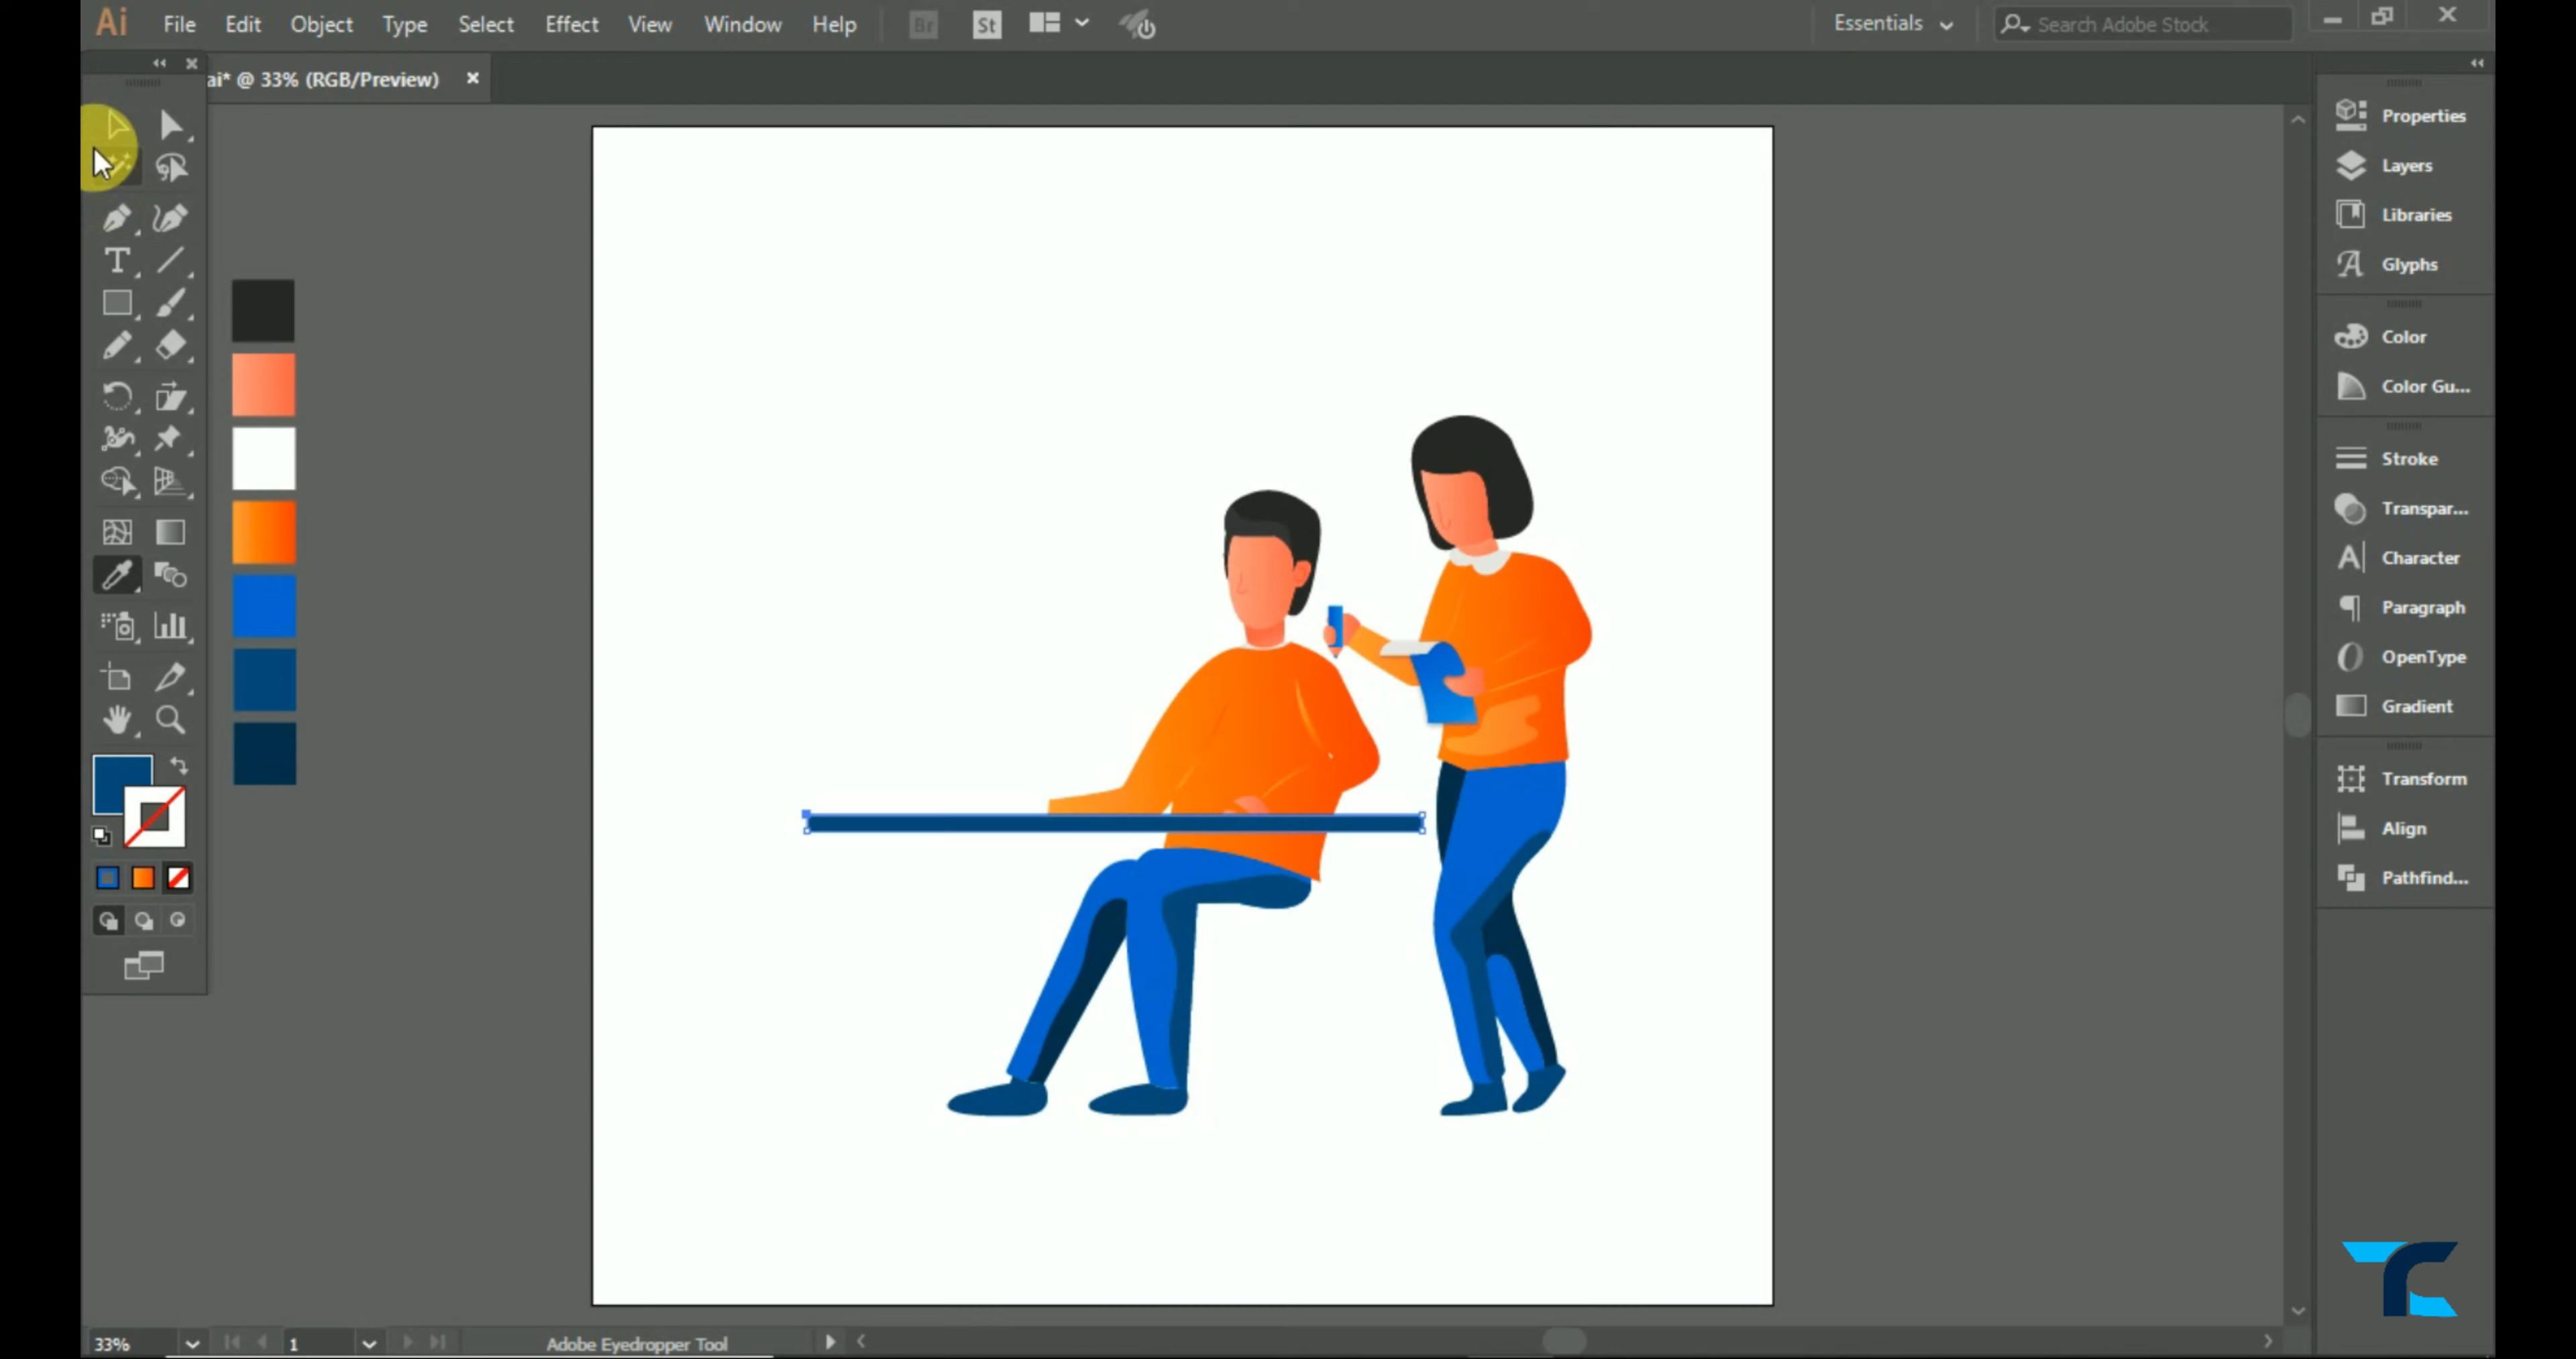 Ai File Edit Object Type Select Effect View Window Help Br St Essentials Search Adobe Stock
ai* @ 33% (RGB/Preview)
Properties
Layers
Libraries
Glyphs
Color
Color Gu...
Stroke
Transpar...
Character
Paragraph
OpenType
Gradient
Transform
Align
Pathfind...
TC
33% 1 Adobe Eyedropper Tool